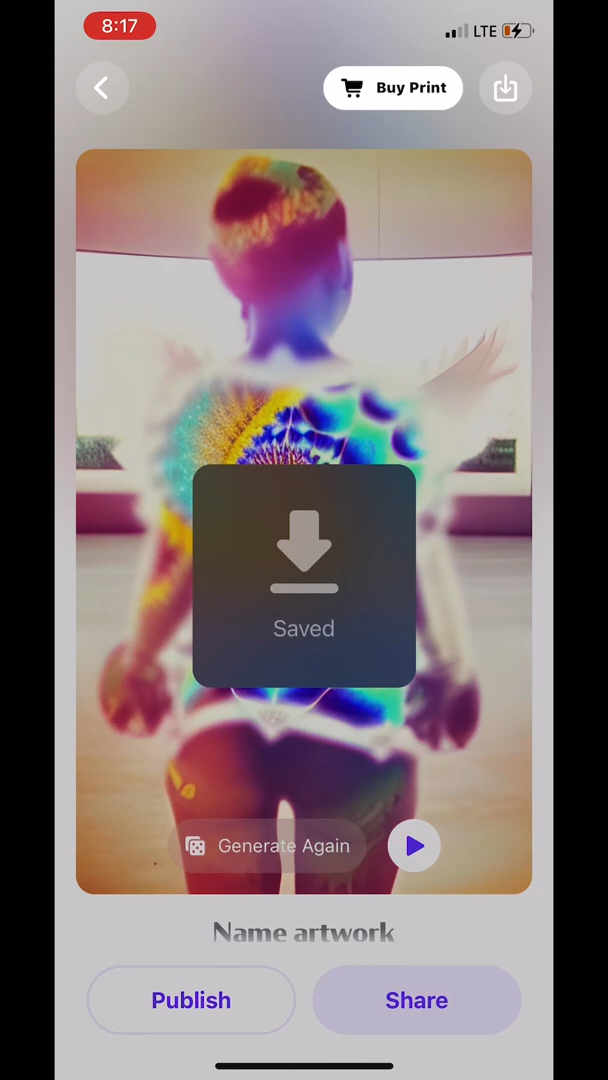 8:17
LTE
Buy Print
Saved
Generate Again
Name artwork
Publish
Share